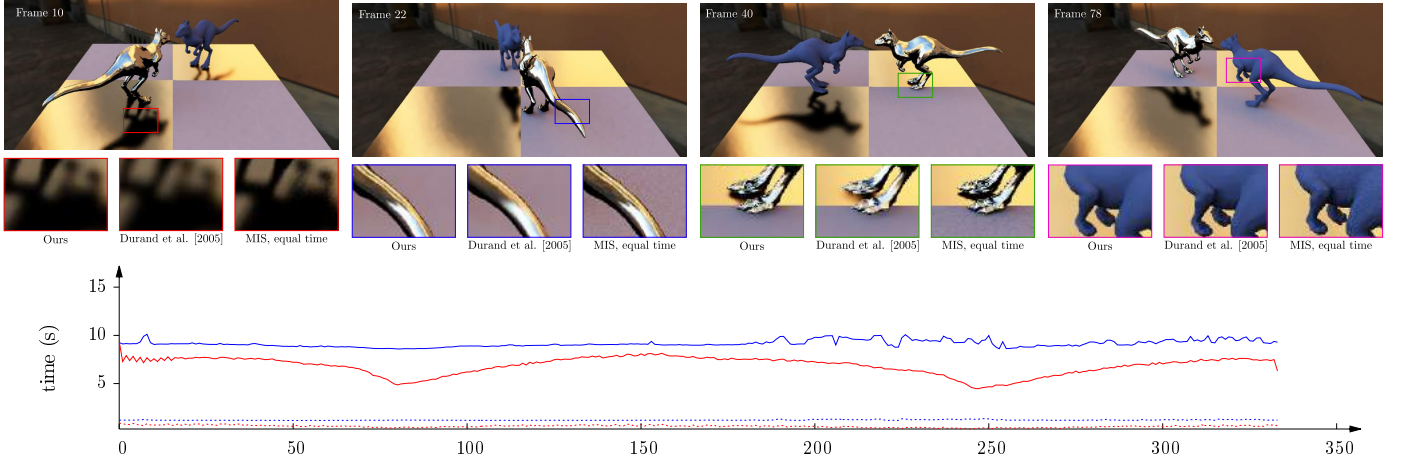 Frame 10
Frame 22
Frame 40
Frame 78
Ours
Durand et al. [2005]
MIS, equal time
Ours
Durand et al. [2005]
MIS, equal time
Ours
Durand et al. [2005]
MIS, equal time
Ours
Durand et al. [2005]
MIS, equal time
time (s)
15
10
5
0
50
100
150
200
250
300
350